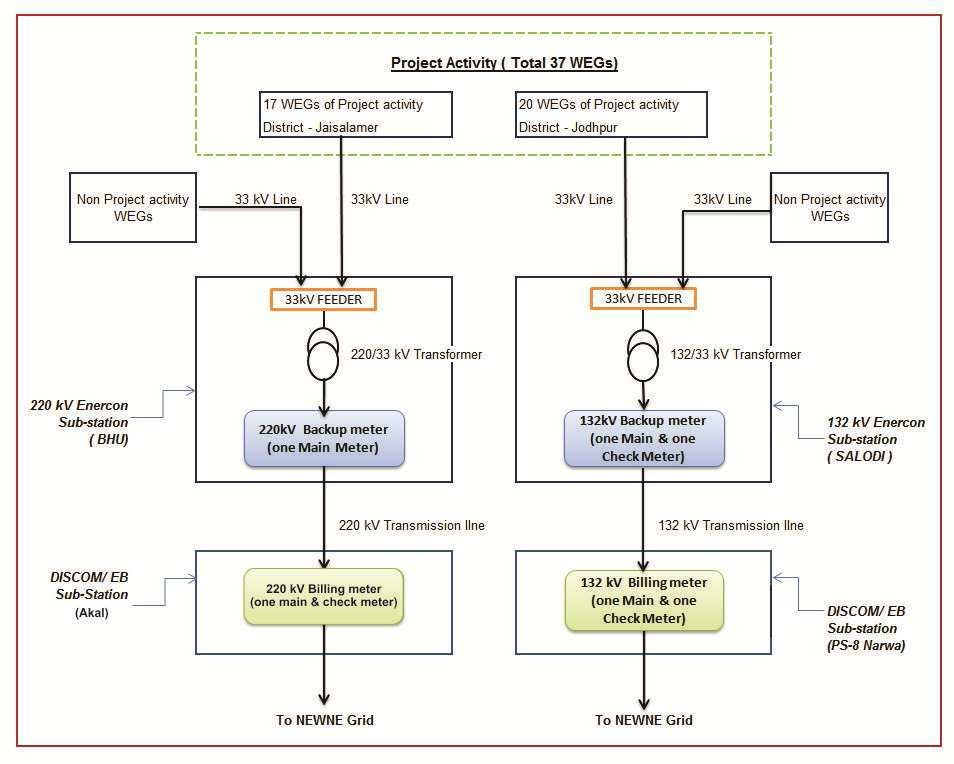 Project Activity ( Total 37 WEGs)
17 WEGs of Project activity
District - Jaisalamer
20 WEGs of Project activity
District - Jodhpur
Non Project activity
WEGs
33 kV Line
33kV Line
33kV Line
33kV Line
Non Project activity
WEGs
33kV FEEDER
33kV FEEDER
220/33 kV Transformer
132/33 kV Transformer
220 kV Enercon
Sub-station
( BHU)
220kV Backup meter
(one Main Meter)
132kV Backup meter
(one Main & one
Check Meter)
132 kV Enercon
Sub-station
( SALODI )
220 kV Transmission lIne
132 kV Transmission lIne
DISCOM/ EB
Sub-Station
(Akal)
220 kV Billing meter
(one main & check meter)
132 kV Billing meter
(one Main & one
Check Meter)
DISCOM/ EB
Sub-station
(PS-8 Narwa)
To NEWNE Grid
To NEWNE Grid